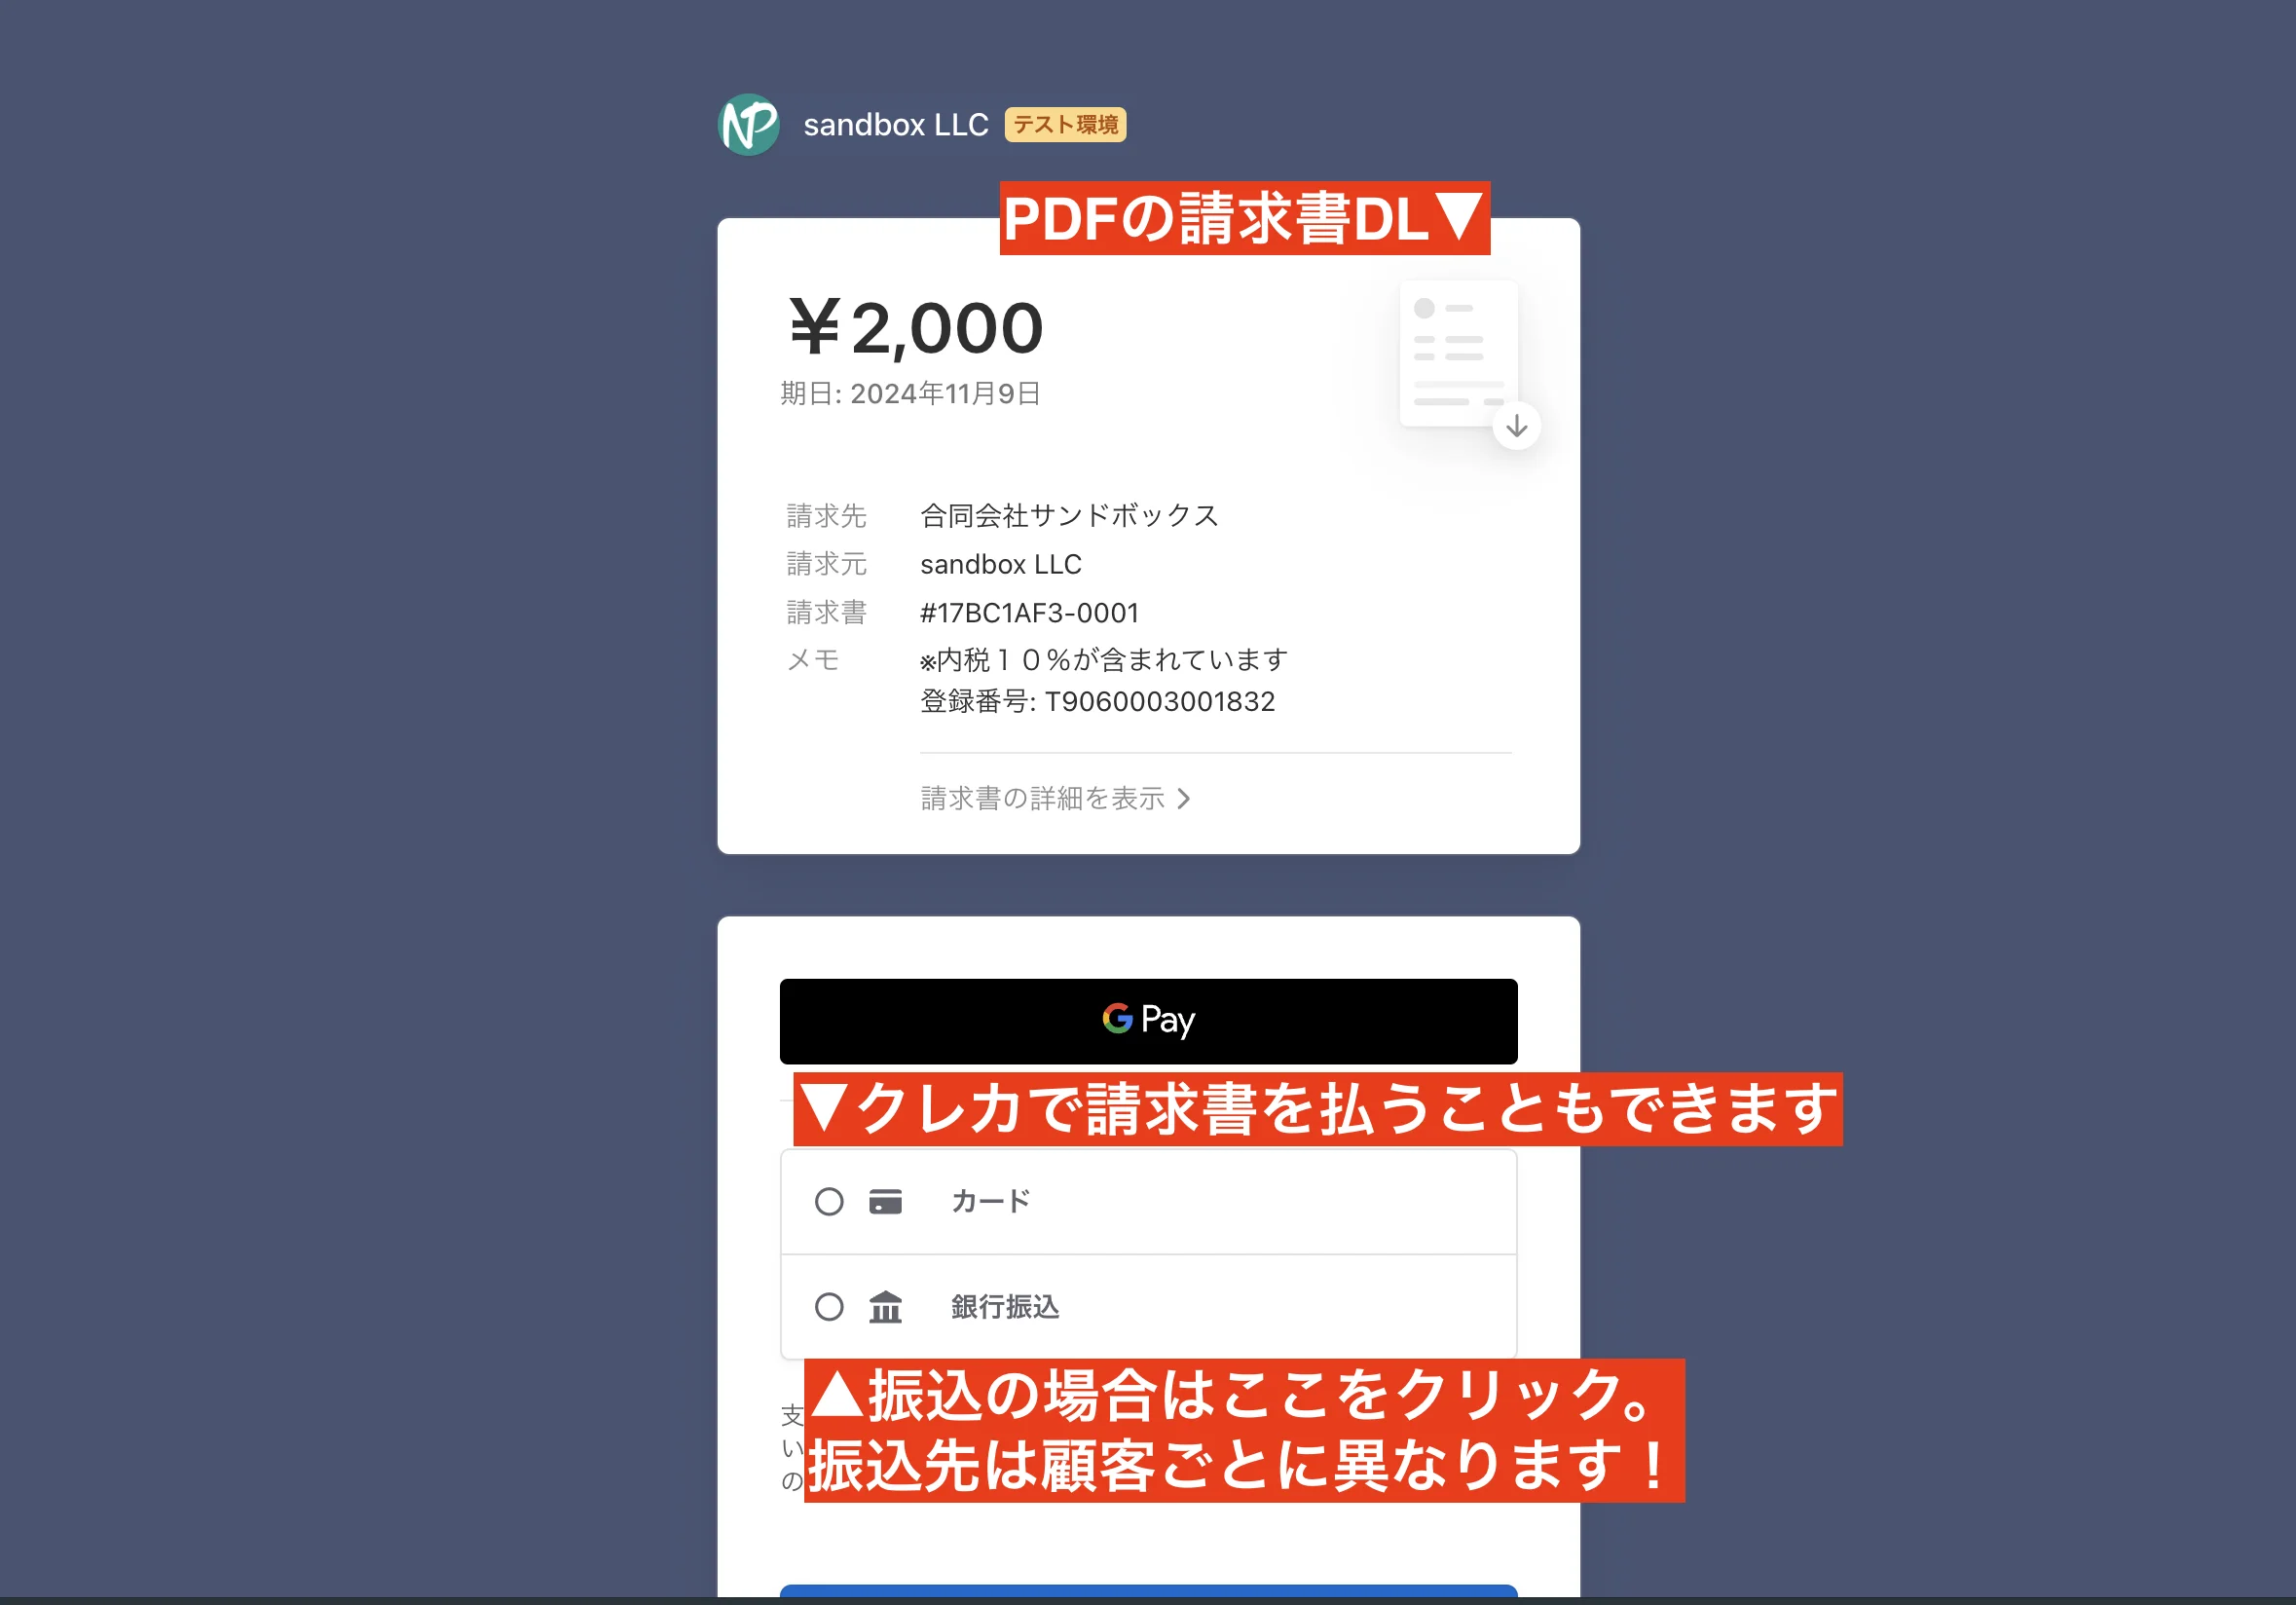 NP
sandbox LLC テスト環境
PDFの請求書DL▼
¥2,000
期日: 2024年11月9日
請求先 合同会社サンドボックス
請求元 sandbox LLC
請求書 #17BC1AF3-0001
メモ ※内税１０%が含まれています
登録番号: T9060003001832
請求書の詳細を表示 >
G Pay
▼クレカで請求書を払うこともできます
カード
銀行振込
▲振込の場合はここをクリック。
振込先は顧客ごとに異なります！
支
い
の